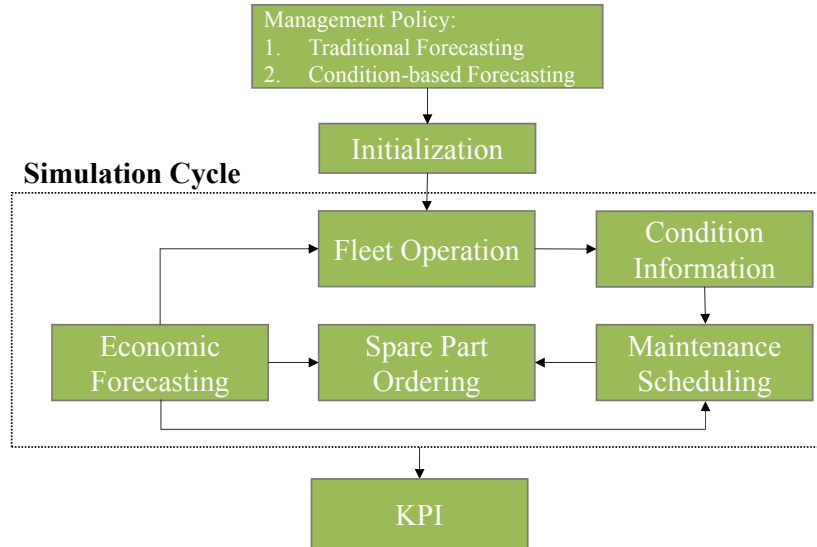 Management Policy:
1. Traditional Forecasting
2. Condition-based Forecasting
Initialization
Simulation Cycle
Fleet Operation
Condition
Information
Economic
Forecasting
Spare Part
Ordering
Maintenance
Scheduling
KPI